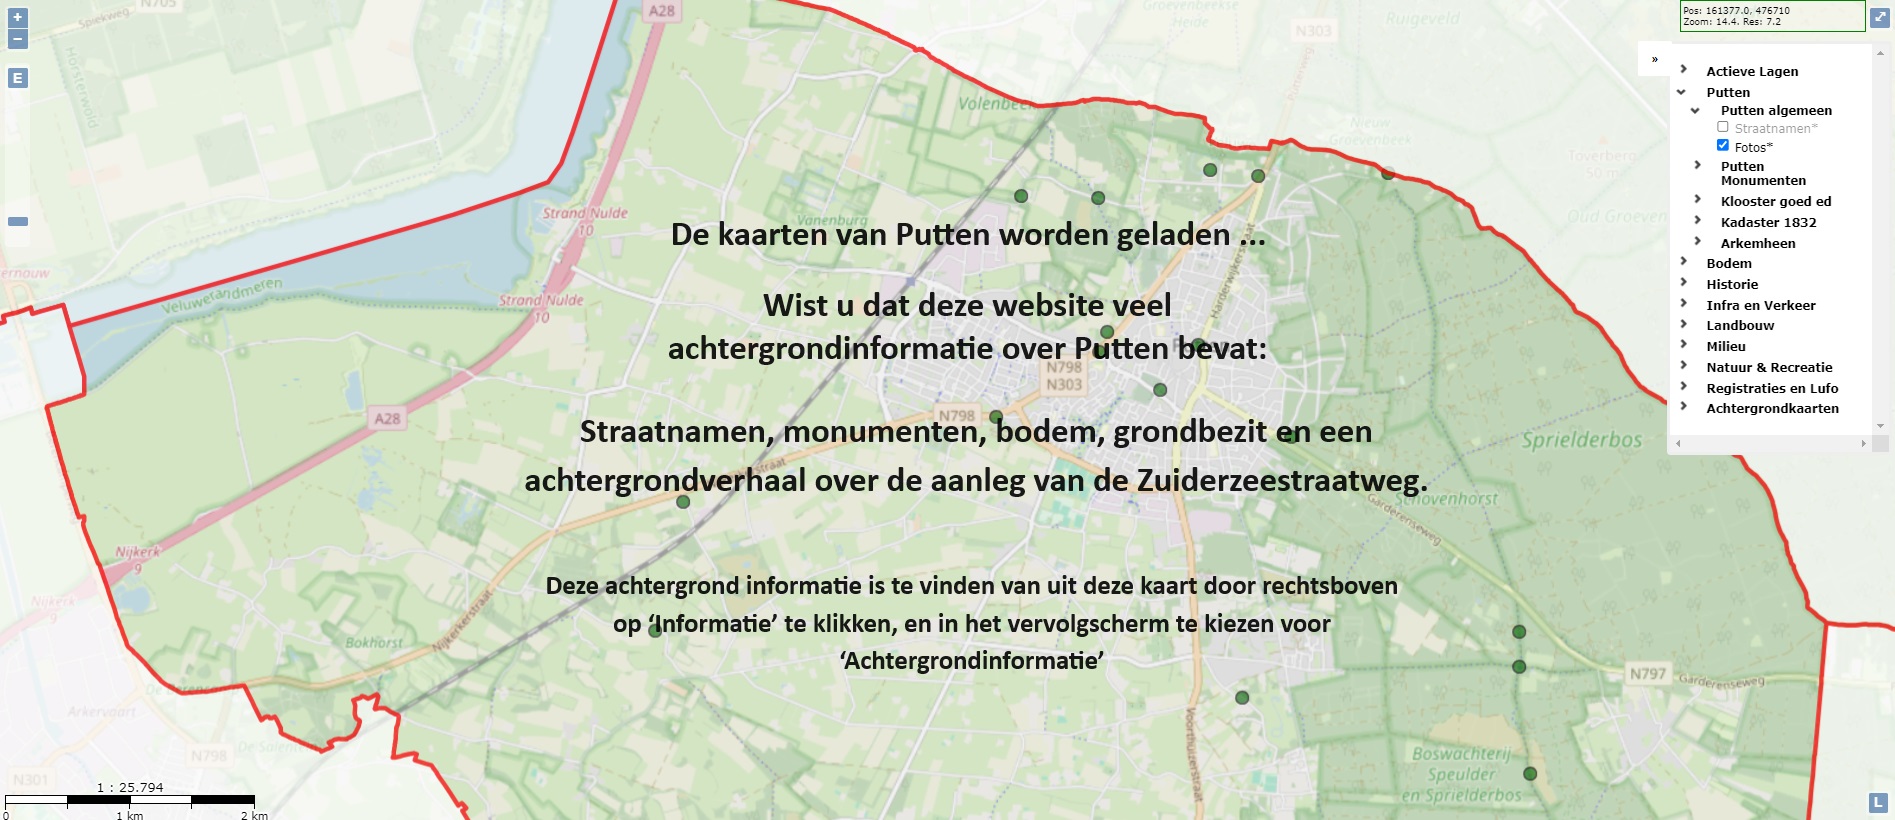 +
−
E
N705
Spiekweg
Horsterwold
A28
Groevenbeekse
Heide
Ruigeveld
N303
Pos: 161377.0, 476710
Zoom: 14.4. Res: 7.2
»
Actieve Lagen
Putten
Putten algemeen
Straatnamen*
Fotos*
Putten
Monumenten
Klooster goed ed
Kadaster 1832
Arkemheen
Bodem
Historie
Infra en Verkeer
Landbouw
Milieu
Natuur & Recreatie
Registraties en Lufo
Achtergrondkaarten
Volenbeek
Nieuw
Groevenbeek
Toverberg
50 m
Oud Groeven
Strand Nulde
10
Vanenburg
Harderwijkerstraat
De kaarten van Putten worden geladen ...
Veluwerandmeren
Strand Nulde
10
Wist u dat deze website veel
achtergrondinformatie over Putten bevat:
N798
N303
A28
N798
Straatnamen, monumenten, bodem, grondbezit en een
Sprielderbos
achtergrondverhaal over de aanleg van de Zuiderzeestraatweg.
Schovenhorst
Garderenseweg
Nijkerk
9
Nijkerk
9
Deze achtergrond informatie is te vinden van uit deze kaart door rechtsboven
op ‘Informatie’ te klikken, en in het vervolgscherm te kiezen voor
‘Achtergrondinformatie’
Nijkerkerstraat
Bokhorst
N797
Garderenseweg
Arkervaart
N798
Voorthuizerstraat
Boswachterij
Speulder
en Sprielderbos
N301
1 : 25.794
0 1 km 2 km
L